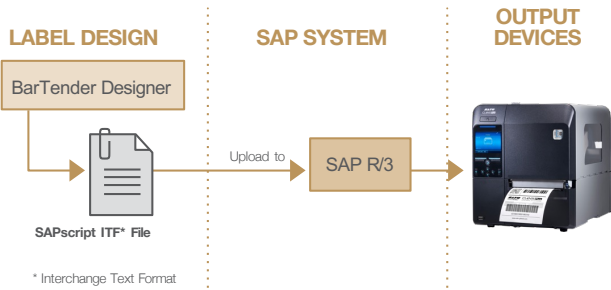 LABEL DESIGN
SAP SYSTEM
OUTPUT
DEVICES
BarTender Designer
Upload to
SAP R/3
SAPscript ITF* File
* Interchange Text Format